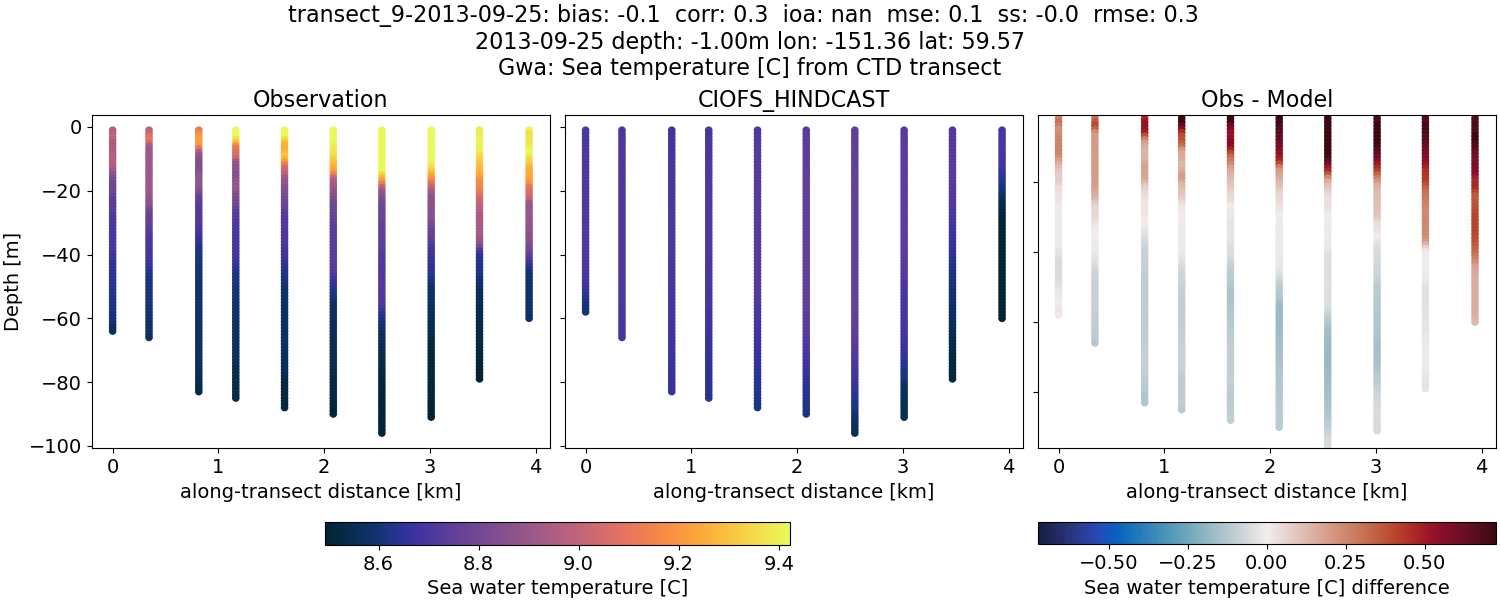 transect_9-2013-09-25: bias: -0.1  corr: 0.3  ioa: nan  mse: 0.1  ss: -0.0  rmse: 0.3
2013-09-25 depth: -1.00m lon: -151.36 lat: 59.57
Gwa: Sea temperature [C] from CTD transect
Observation
CIOFS_HINDCAST
Obs - Model
Depth [m]
0
−20
−40
−60
−80
−100
0 1 2 3 4
0 1 2 3 4
0 1 2 3 4
along-transect distance [km]
along-transect distance [km]
along-transect distance [km]
8.6 8.8 9.0 9.2 9.4
Sea water temperature [C]
−0.50 −0.25 0.00 0.25 0.50
Sea water temperature [C] difference